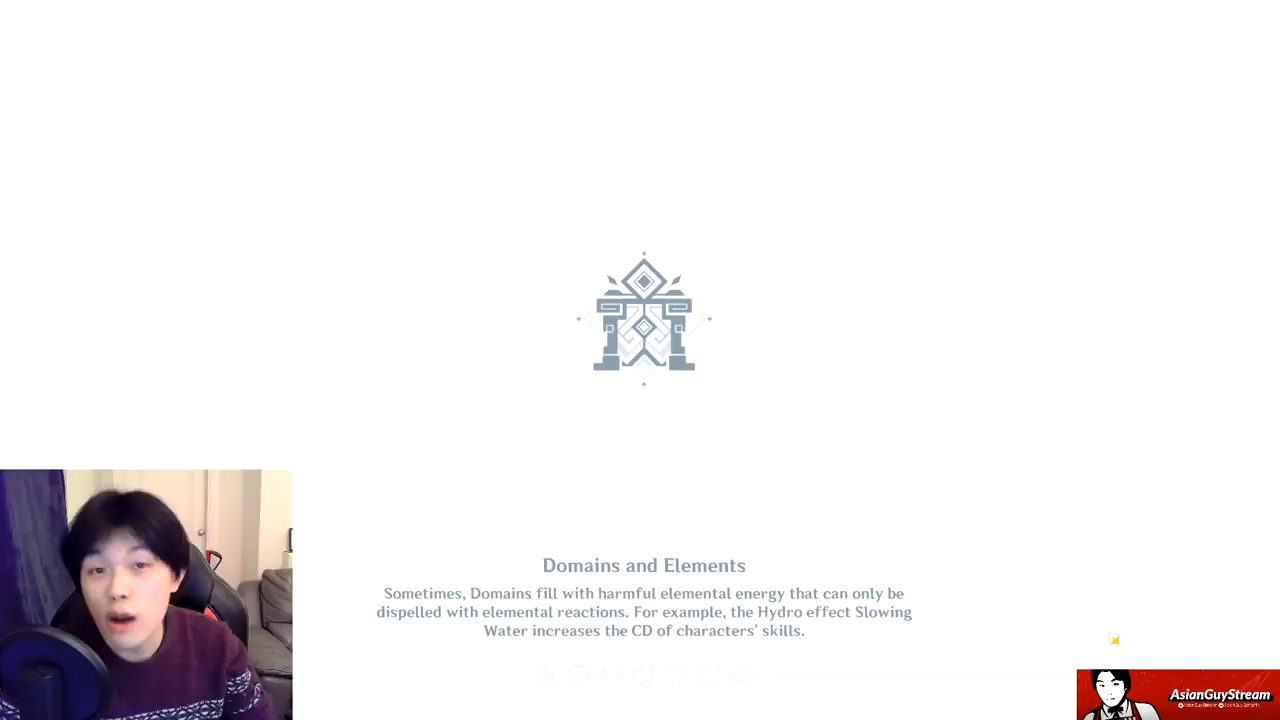 Domains and Elements
Sometimes, Domains fill with harmful elemental energy that can only be
dispelled with elemental reactions. For example, the Hydro effect Slowing
Water increases the CD of characters' skills.
AsianGuyStream